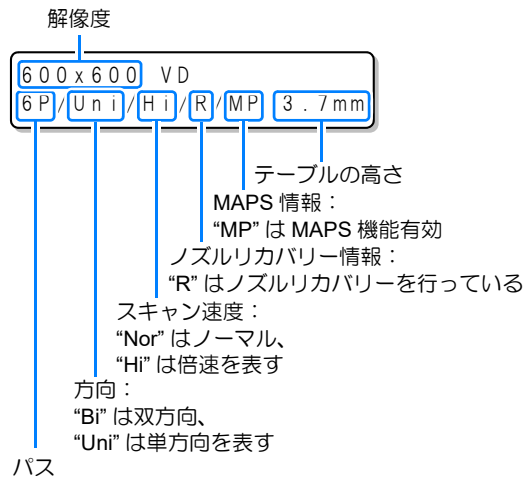 解像度
600x600 VD
6P/Uni/Hi/R/MP 3.7mm
テーブルの高さ
MAPS 情報：
“MP” は MAPS 機能有効
ノズルリカバリー情報：
“R” はノズルリカバリーを行っている
スキャン速度：
“Nor” はノーマル、
“Hi” は倍速を表す
方向：
“Bi” は双方向、
“Uni” は単方向を表す
パス